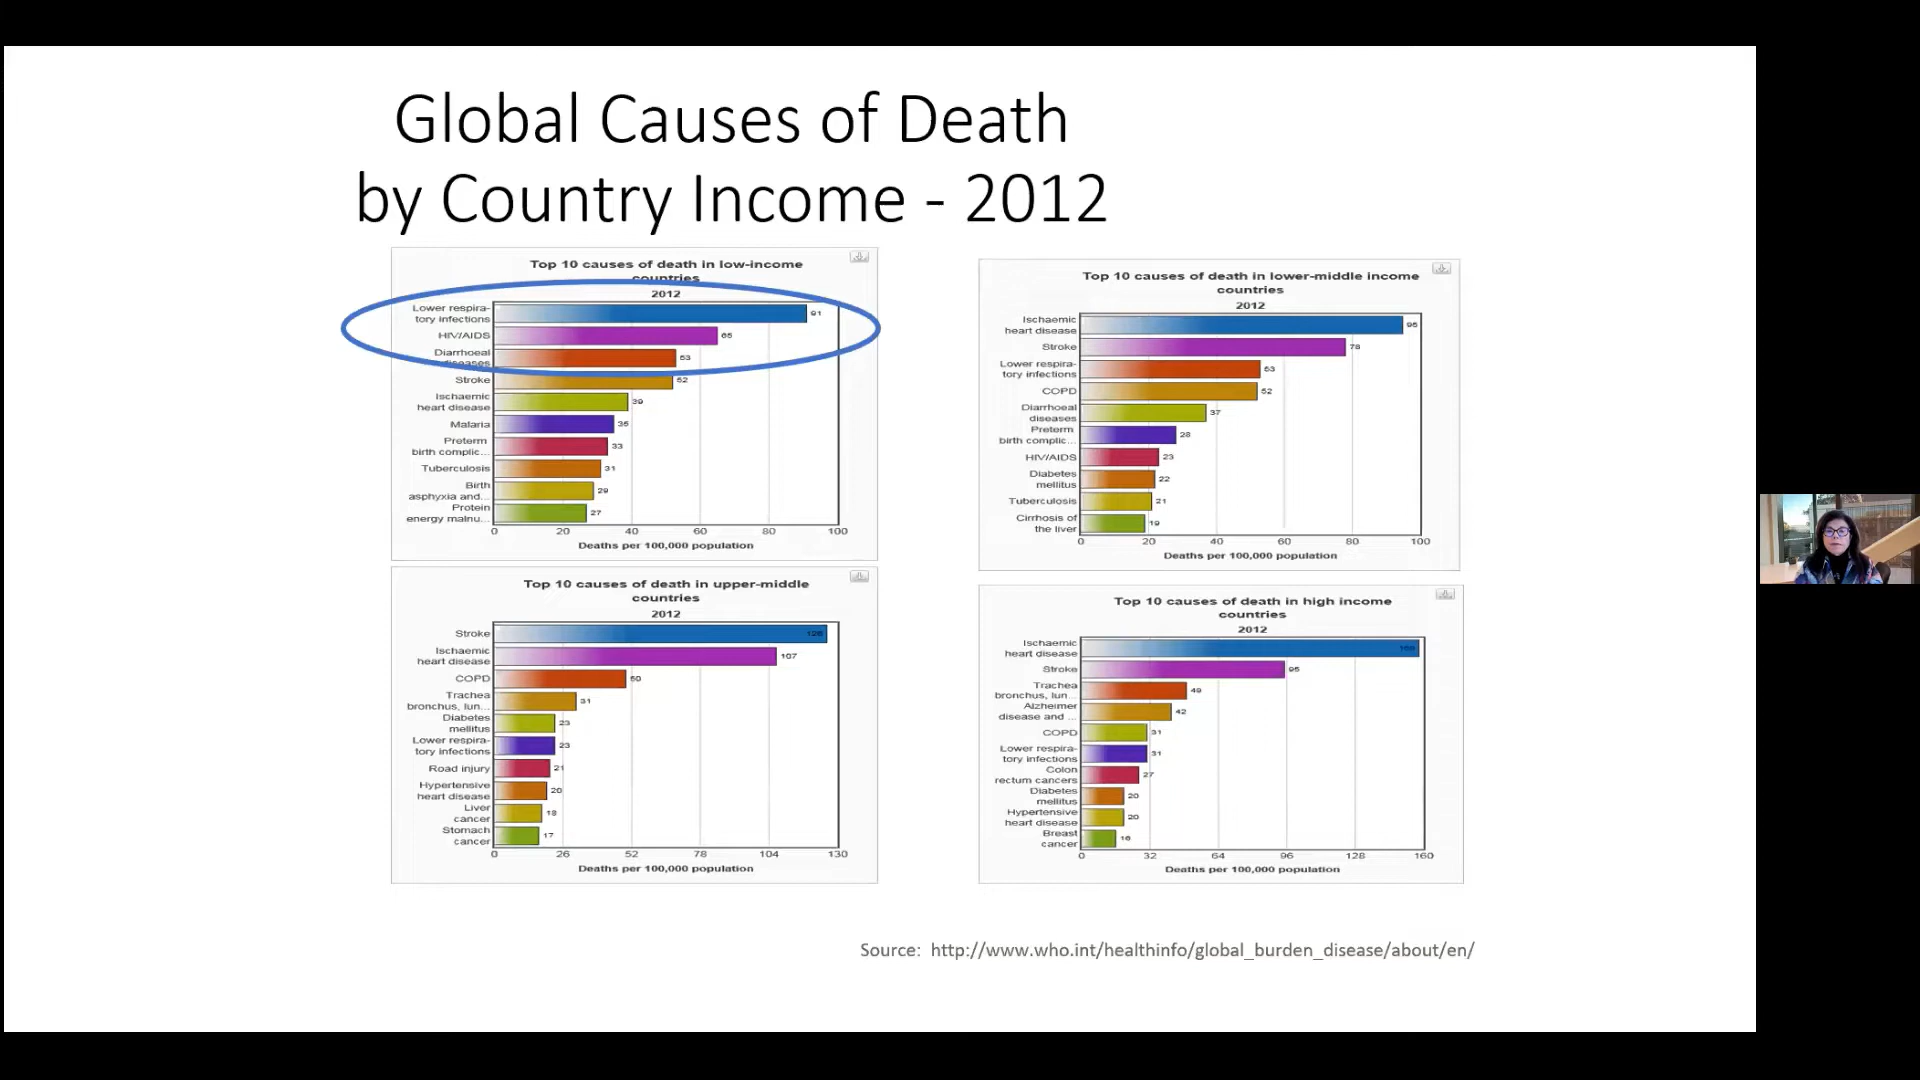 Global Causes of Death
by Country Income - 2012
Top 10 causes of death in low-income
countries
2012
Lower respira-
tory infections
91
HIV/AIDS
65
Diarrhoeal
diseases
53
Stroke
52
Ischaemic
heart disease
39
Malaria
35
Preterm
birth complic...
33
Tuberculosis
31
Birth
asphyxia and...
29
Protein
energy malnu...
27
0 20 40 60 80 100
Deaths per 100,000 population
Top 10 causes of death in lower-middle income
countries
2012
Ischaemic
heart disease
95
Stroke
78
Lower respira-
tory infections
53
COPD
52
Diarrhoeal
diseases
37
Preterm
birth complic...
28
HIV/AIDS
23
Diabetes
mellitus
22
Tuberculosis
21
Cirrhosis of
the liver
19
0 20 40 60 80 100
Deaths per 100,000 population
Top 10 causes of death in upper-middle
countries
2012
Stroke
126
Ischaemic
heart disease
107
COPD
50
Trachea
bronchus, lun...
31
Diabetes
mellitus
23
Lower respira-
tory infections
23
Road injury
21
Hypertensive
heart disease
20
Liver
cancer
18
Stomach
cancer
17
0 26 52 78 104 130
Deaths per 100,000 population
Top 10 causes of death in high income
countries
2012
Ischaemic
heart disease
158
Stroke
95
Trachea
bronchus, lun...
49
Alzheimer
disease and ...
42
COPD
31
Lower respira-
tory infections
31
Colon
rectum cancers
27
Diabetes
mellitus
20
Hypertensive
heart disease
20
Breast
cancer
16
0 32 64 96 128 160
Deaths per 100,000 population
Source: http://www.who.int/healthinfo/global_burden_disease/about/en/